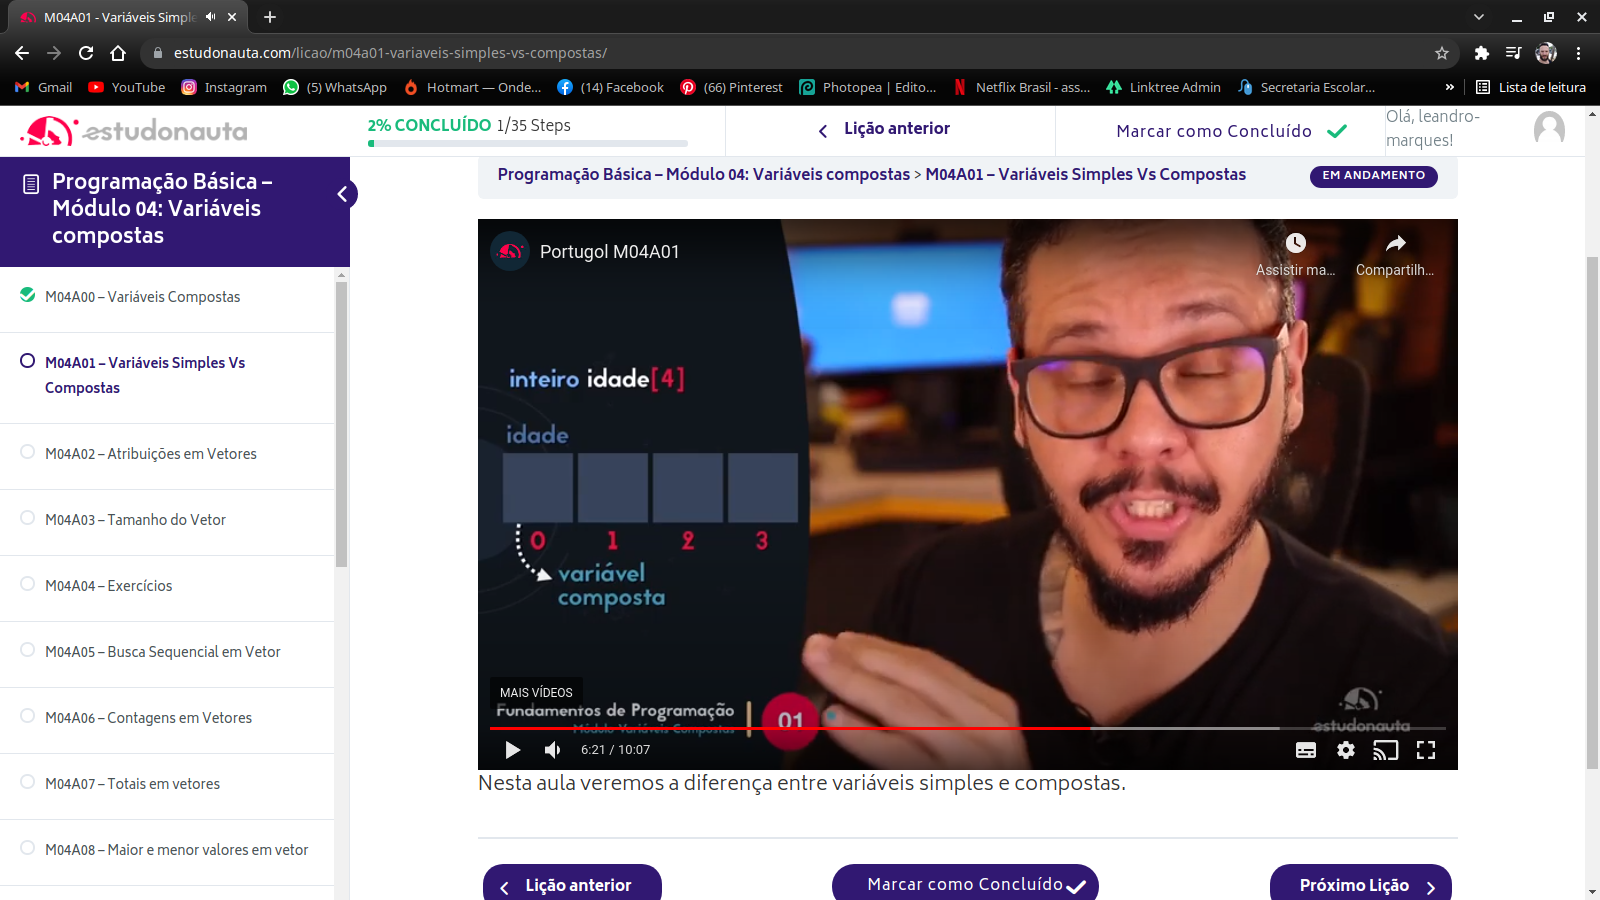 M04A01 - Variáveis Simple
estudonauta.com/licao/m04a01-variaveis-simples-vs-compostas/
Gmail
YouTube
Instagram
(5) WhatsApp
Hotmart — Onde...
(14) Facebook
(66) Pinterest
Photopea | Edito...
Netflix Brasil - ass...
Linktree Admin
Secretaria Escolar...
»
Lista de leitura
estudonauta
2% CONCLUÍDO 1/35 Steps
Lição anterior
Marcar como Concluído
Olá, leandro-
marques!
Programação Básica –
Módulo 04: Variáveis
compostas
M04A00 – Variáveis Compostas
M04A01 – Variáveis Simples Vs
Compostas
M04A02 – Atribuições em Vetores
M04A03 – Tamanho do Vetor
M04A04 – Exercícios
M04A05 – Busca Sequencial em Vetor
M04A06 – Contagens em Vetores
M04A07 – Totais em vetores
M04A08 – Maior e menor valores em vetor
Programação Básica – Módulo 04: Variáveis compostas > M04A01 – Variáveis Simples Vs Compostas
EM ANDAMENTO
Portugol M04A01
Assistir ma...
Compartilh...
inteiro idade[4]
idade
0 1 2 3
variável
composta
MAIS VÍDEOS
Fundamentos de Programação
Módulo Variáveis Compostas
01
estudonauta
6:21 / 10:07
Nesta aula veremos a diferença entre variáveis simples e compostas.
Lição anterior
Marcar como Concluído
Próximo Lição